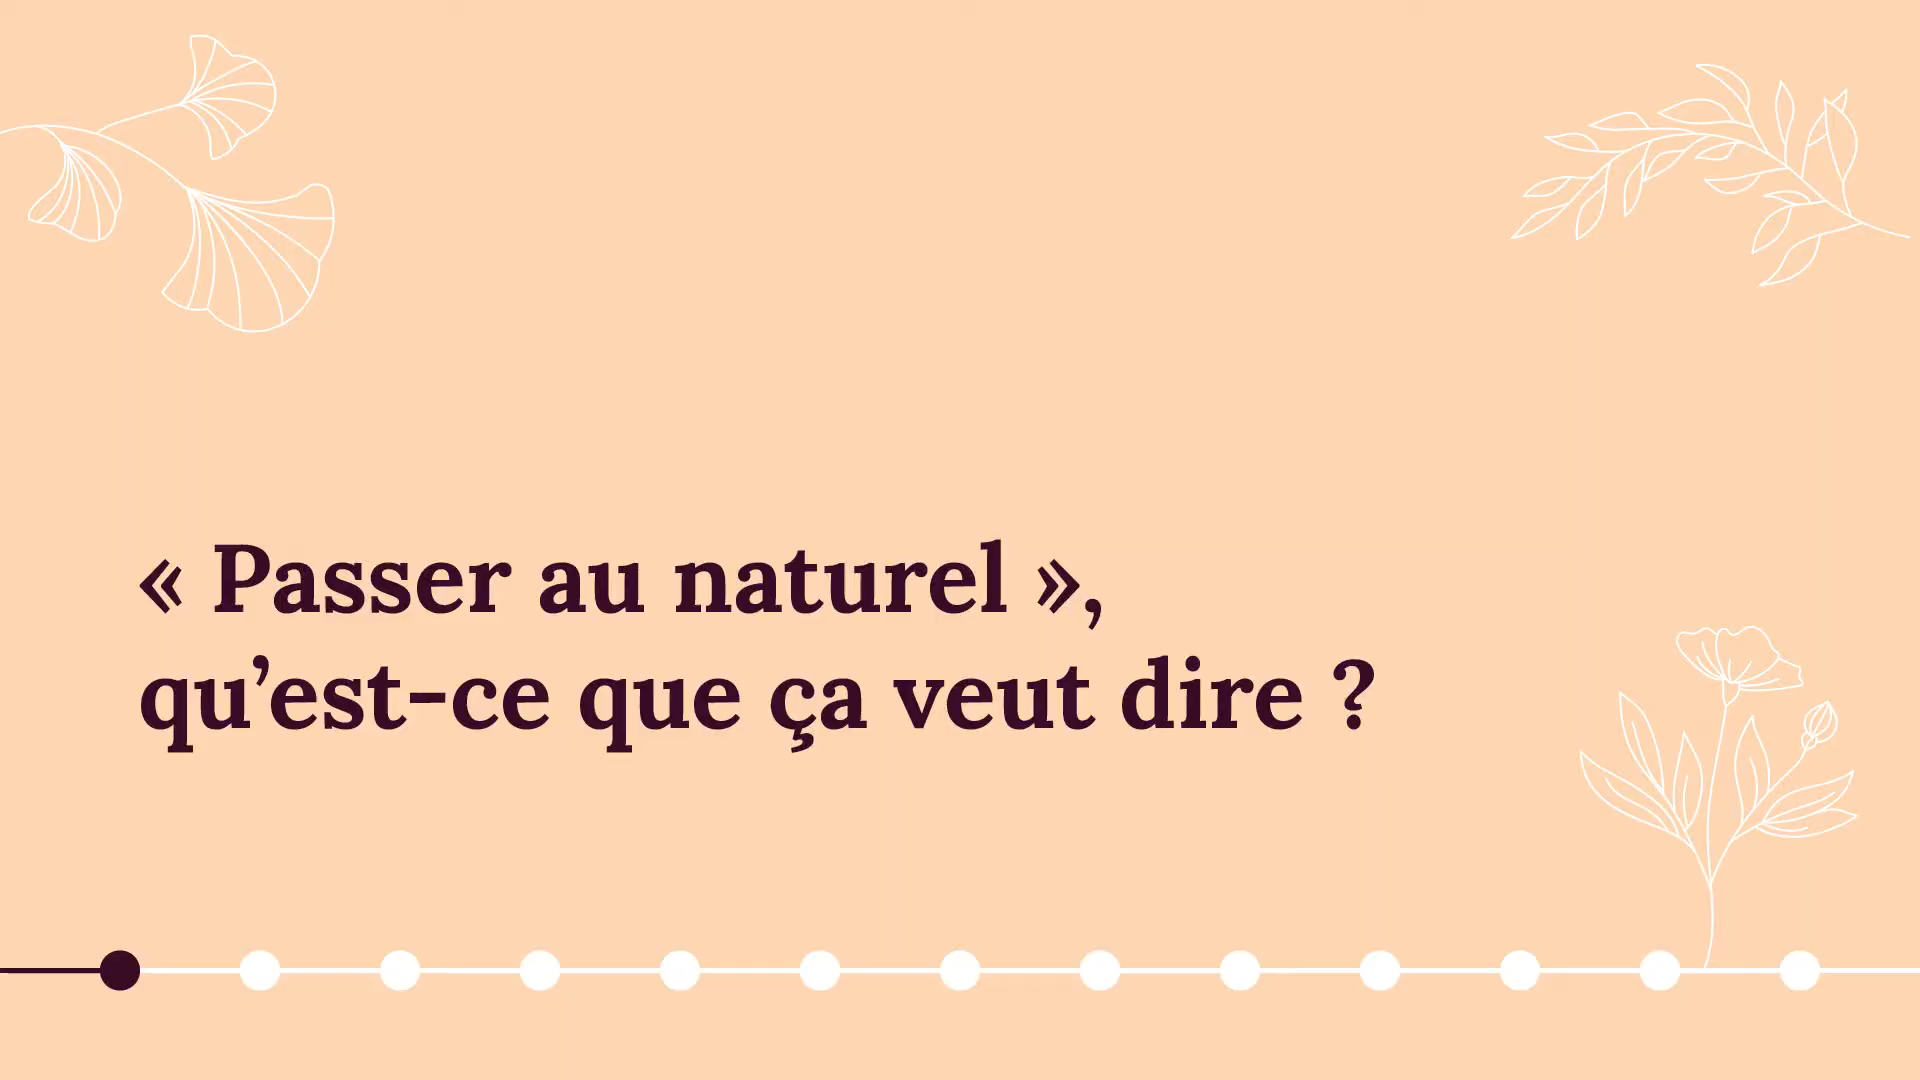 « Passer au naturel »,
qu’est-ce que ça veut dire ?